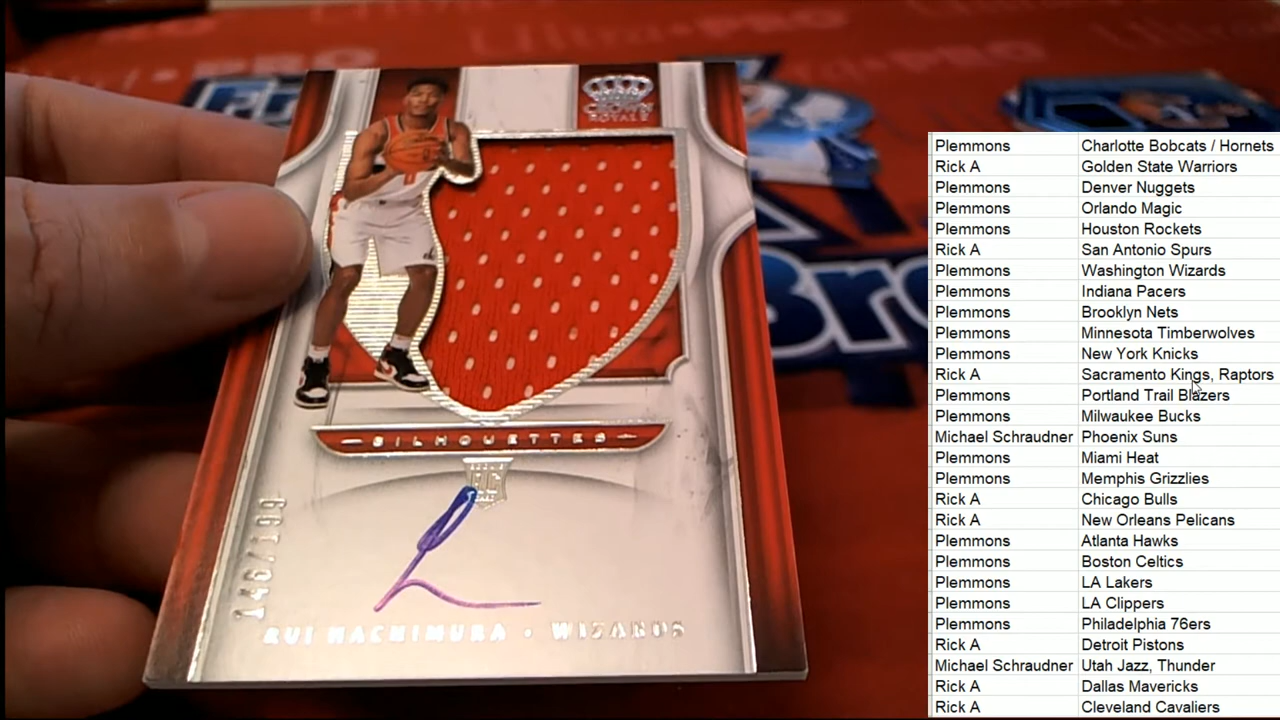 Ultra PRO
PRO
CROWN
ROYALE
SILHOUETTES
RC
146/199
RUI HACHIMURA • WIZARDS
Plemmons Charlotte Bobcats / Hornets
Rick A Golden State Warriors
Plemmons Denver Nuggets
Plemmons Orlando Magic
Plemmons Houston Rockets
Rick A San Antonio Spurs
Plemmons Washington Wizards
Plemmons Indiana Pacers
Plemmons Brooklyn Nets
Plemmons Minnesota Timberwolves
Plemmons New York Knicks
Rick A Sacramento Kings, Raptors
Plemmons Portland Trail Blazers
Plemmons Milwaukee Bucks
Michael Schraudner Phoenix Suns
Plemmons Miami Heat
Plemmons Memphis Grizzlies
Rick A Chicago Bulls
Rick A New Orleans Pelicans
Plemmons Atlanta Hawks
Plemmons Boston Celtics
Plemmons LA Lakers
Plemmons LA Clippers
Plemmons Philadelphia 76ers
Rick A Detroit Pistons
Michael Schraudner Utah Jazz, Thunder
Rick A Dallas Mavericks
Rick A Cleveland Cavaliers